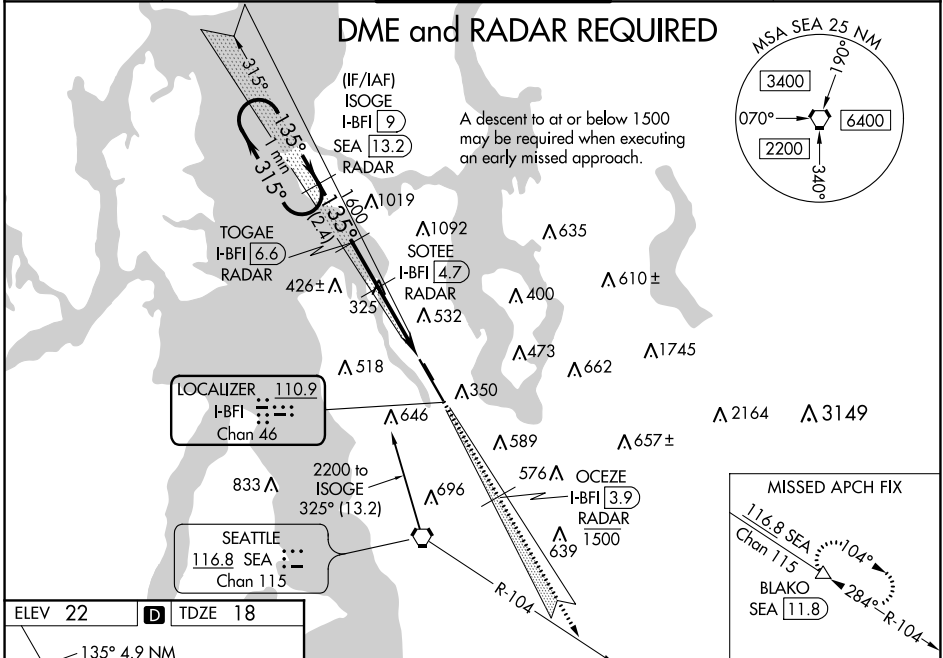 DME and RADAR REQUIRED
MSA SEA 25 NM
190°
3400
070°
6400
2200
340°
A descent to at or below 1500
may be required when executing
an early missed approach.
(IF/IAF)
ISOGE
I-BFI 9
SEA 13.2
RADAR
315°
135°
1 min
315°
1600
135°
(2.4)
1019
TOGAE
I-BFI 6.6
RADAR
1092
635
SOTEE
I-BFI 4.7
RADAR
426±
325
610±
400
532
473
1745
518
662
LOCALIZER 110.9
I-BFI
Chan 46
350
646
2164
3149
589
657±
2200 to
ISOGE
325° (13.2)
833
696
576
OCEZE
I-BFI 3.9
RADAR
1500
639
SEATTLE
116.8 SEA
Chan 115
R-104
MISSED APCH FIX
116.8 SEA
Chan 115
104°
BLAKO
SEA 11.8
284°
R-104
ELEV 22
D
TDZE 18
135° 4.9 NM